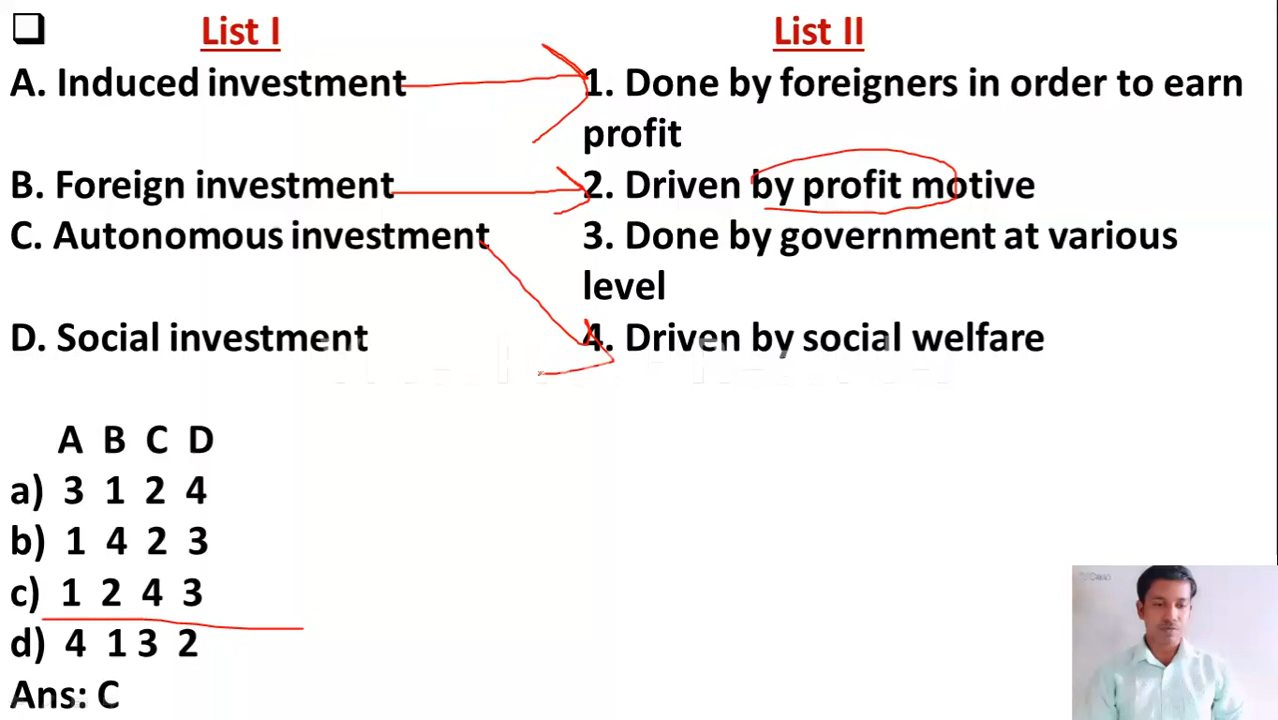 List I List II
A. Induced investment 1. Done by foreigners in order to earn
profit
B. Foreign investment 2. Driven by profit motive
C. Autonomous investment 3. Done by government at various
level
D. Social investment 4. Driven by social welfare
A B C D
a) 3 1 2 4
b) 1 4 2 3
c) 1 2 4 3
d) 4 1 3 2
Ans: C